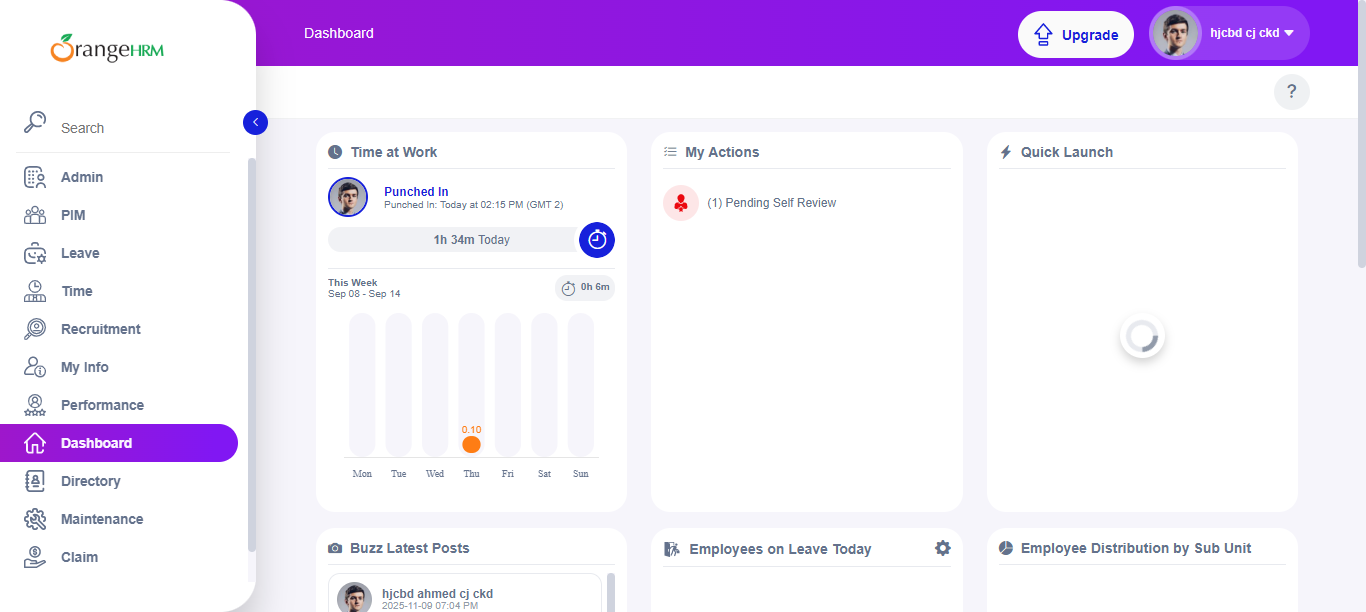 OrangeHRM
Dashboard
Upgrade
hjcbd cj ckd
?
Search
Admin
PIM
Leave
Time
Recruitment
My Info
Performance
Dashboard
Directory
Maintenance
Claim
Time at Work
Punched In
Punched In: Today at 02:15 PM (GMT 2)
1h 34m Today
This Week
Sep 08 - Sep 14
0h 6m
0.10
Mon Tue Wed Thu Fri Sat Sun
My Actions
(1) Pending Self Review
Quick Launch
Buzz Latest Posts
hjcbd ahmed cj ckd
2025-11-09 07:04 PM
Employees on Leave Today
Employee Distribution by Sub Unit